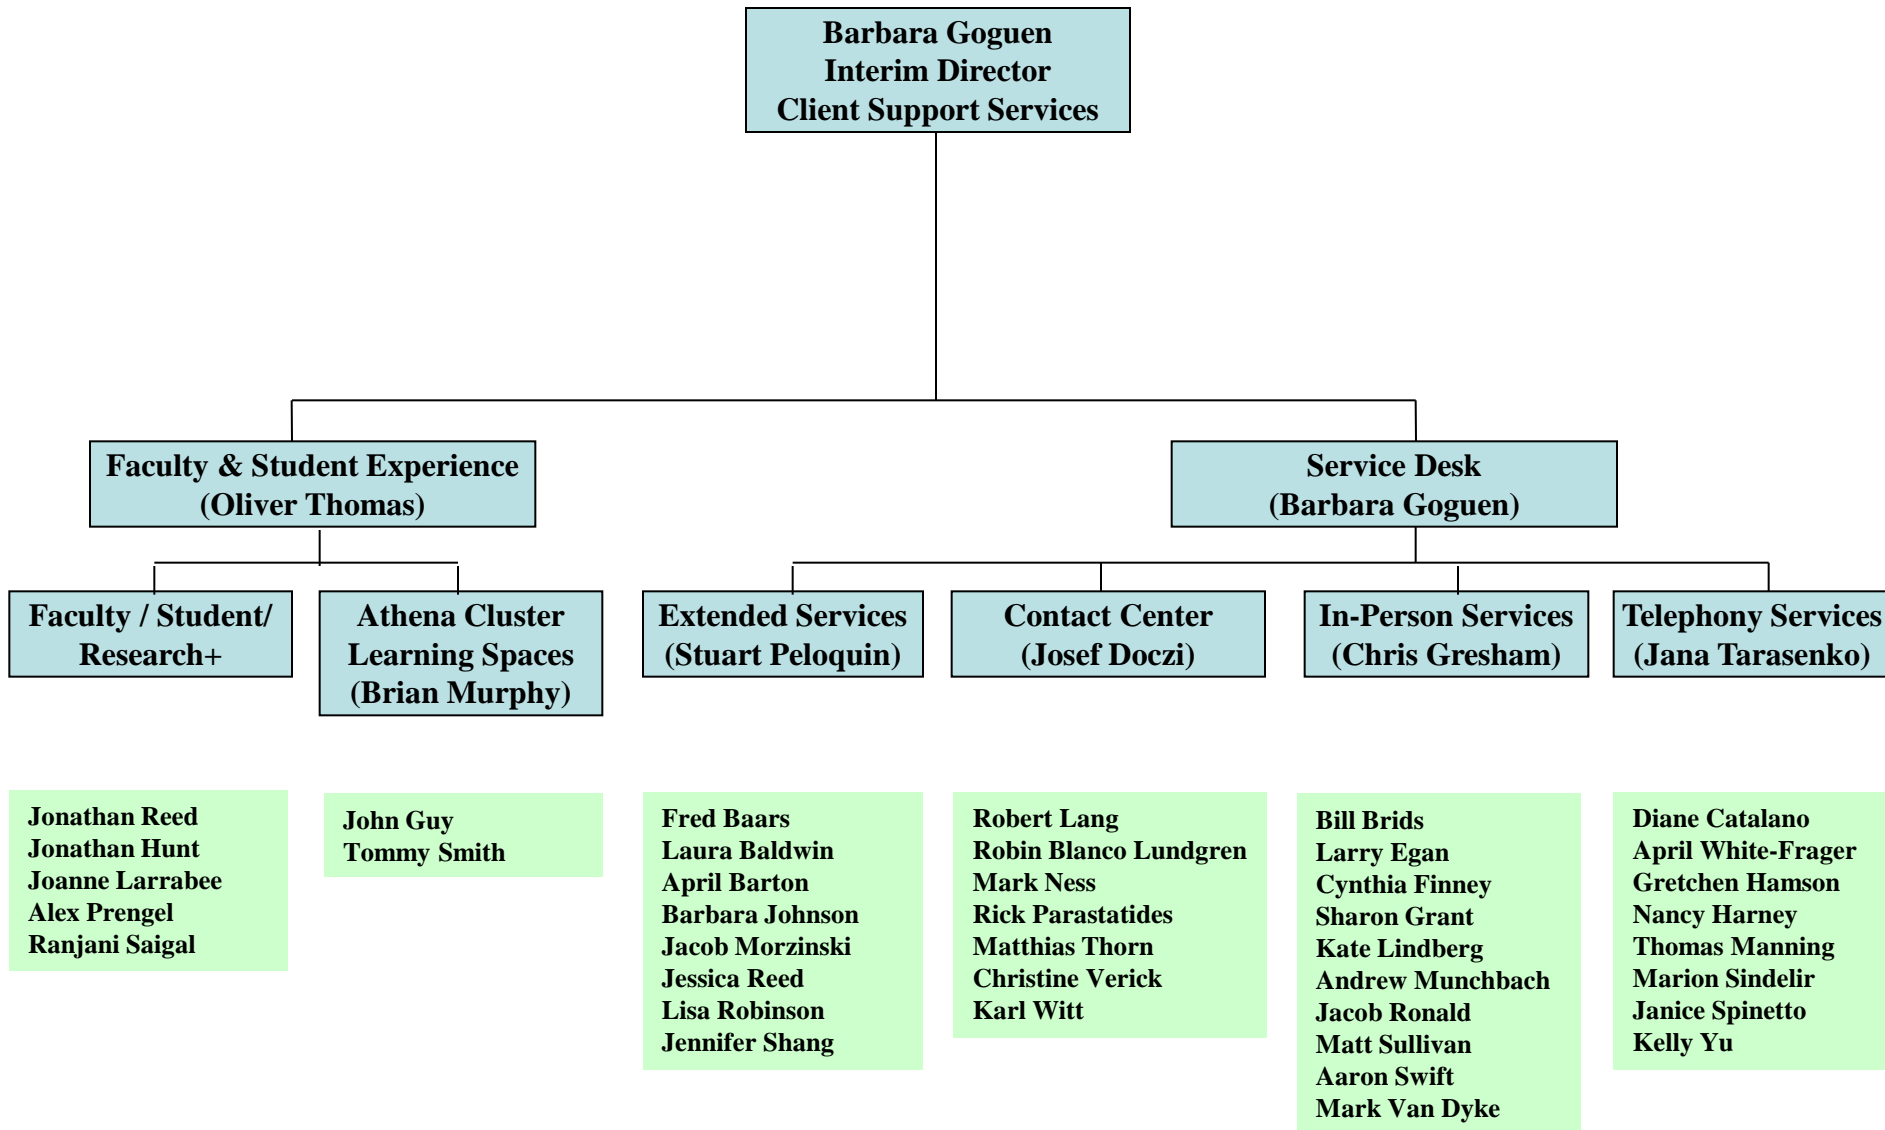 Barbara Goguen
Interim Director
Client Support Services
Faculty & Student Experience
(Oliver Thomas)
Service Desk
(Barbara Goguen)
Faculty / Student/
Research+
Athena Cluster
Learning Spaces
(Brian Murphy)
Extended Services
(Stuart Peloquin)
Contact Center
(Josef Doczi)
In-Person Services
(Chris Gresham)
Telephony Services
(Jana Tarasenko)
Jonathan Reed
Jonathan Hunt
Joanne Larrabee
Alex Prengel
Ranjani Saigal
John Guy
Tommy Smith
Fred Baars
Laura Baldwin
April Barton
Barbara Johnson
Jacob Morzinski
Jessica Reed
Lisa Robinson
Jennifer Shang
Robert Lang
Robin Blanco Lundgren
Mark Ness
Rick Parastatides
Matthias Thorn
Christine Verick
Karl Witt
Bill Brids
Larry Egan
Cynthia Finney
Sharon Grant
Kate Lindberg
Andrew Munchbach
Jacob Ronald
Matt Sullivan
Aaron Swift
Mark Van Dyke
Diane Catalano
April White-Frager
Gretchen Hamson
Nancy Harney
Thomas Manning
Marion Sindelir
Janice Spinetto
Kelly Yu